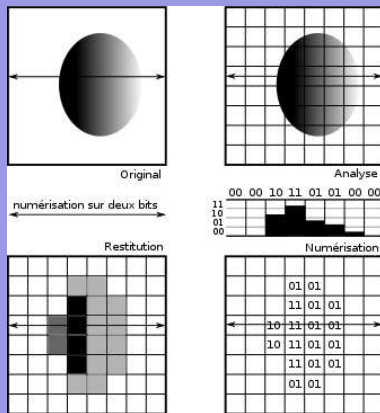 Original
Analyse
numérisation sur deux bits
00 00 10 11 01 01 00 00
11
10
01
00
Restitution
Numérisation
01 01
11 01 01
10 11 01 01
10 11 01 01
11 01 01
01 01